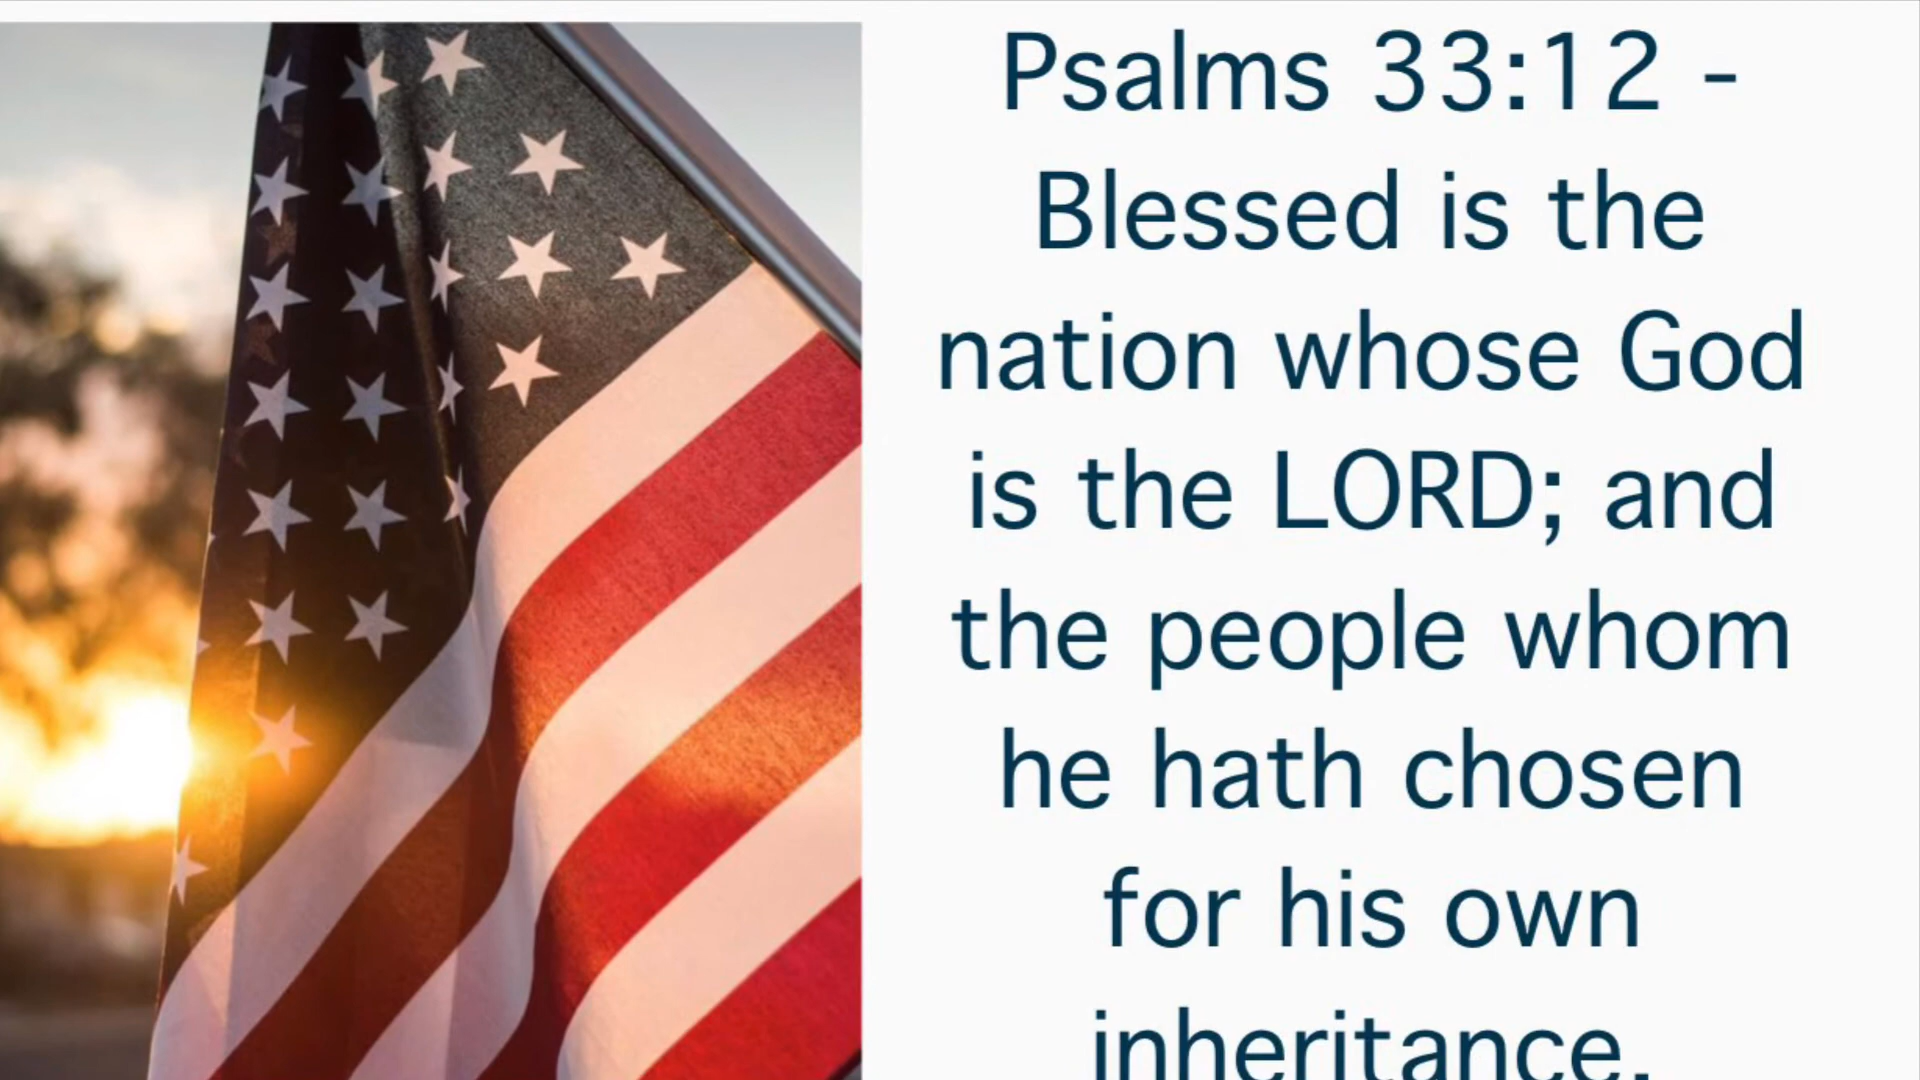 Psalms 33:12 -
Blessed is the
nation whose God
is the LORD; and
the people whom
he hath chosen
for his own
inheritance.